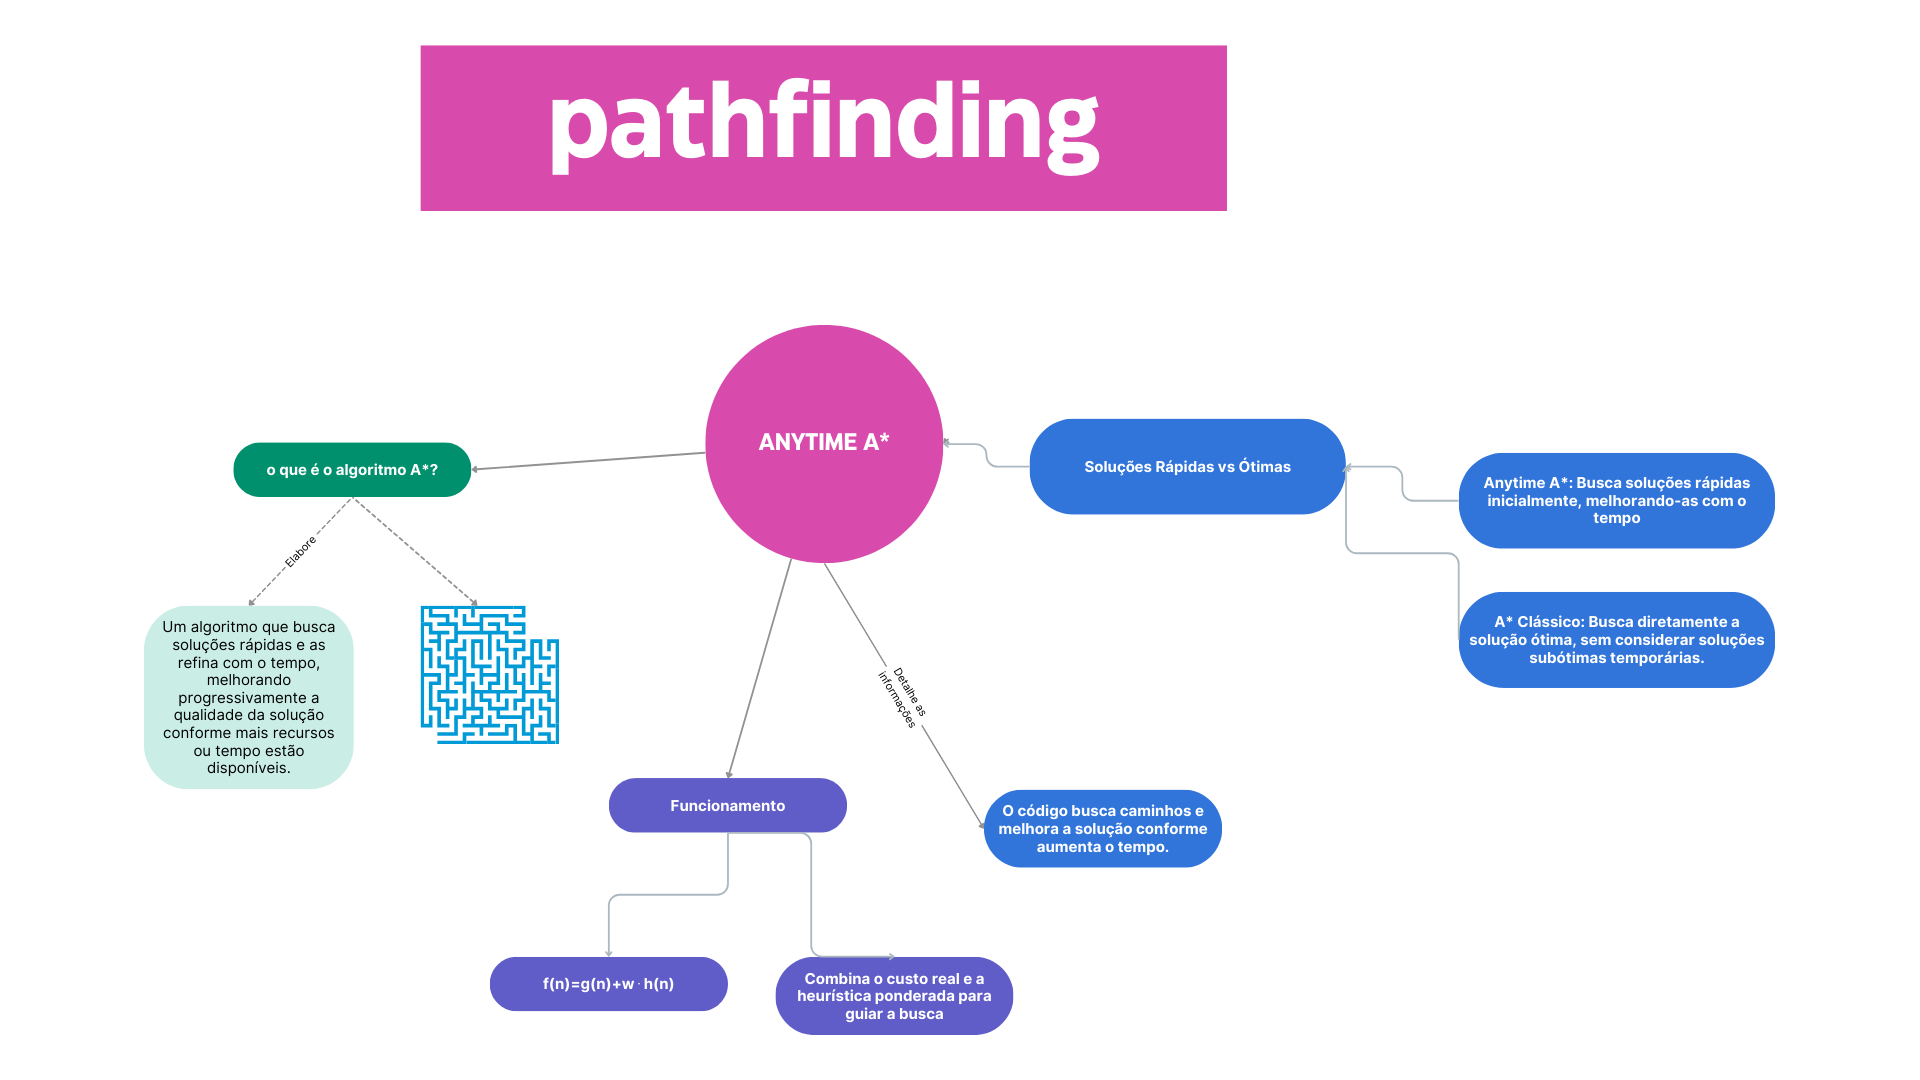 pathfinding
ANYTIME A*
o que é o algoritmo A*?
Elabore
Um algoritmo que busca
soluções rápidas e as
refina com o tempo,
melhorando
progressivamente a
qualidade da solução
conforme mais recursos
ou tempo estão
disponíveis.
Soluções Rápidas vs Ótimas
Anytime A*: Busca soluções rápidas
inicialmente, melhorando-as com o
tempo
A* Clássico: Busca diretamente a
solução ótima, sem considerar soluções
subótimas temporárias.
Detalhe as
informações
O código busca caminhos e
melhora a solução conforme
aumenta o tempo.
Funcionamento
f(n)=g(n)+w⋅h(n)
Combina o custo real e a
heurística ponderada para
guiar a busca